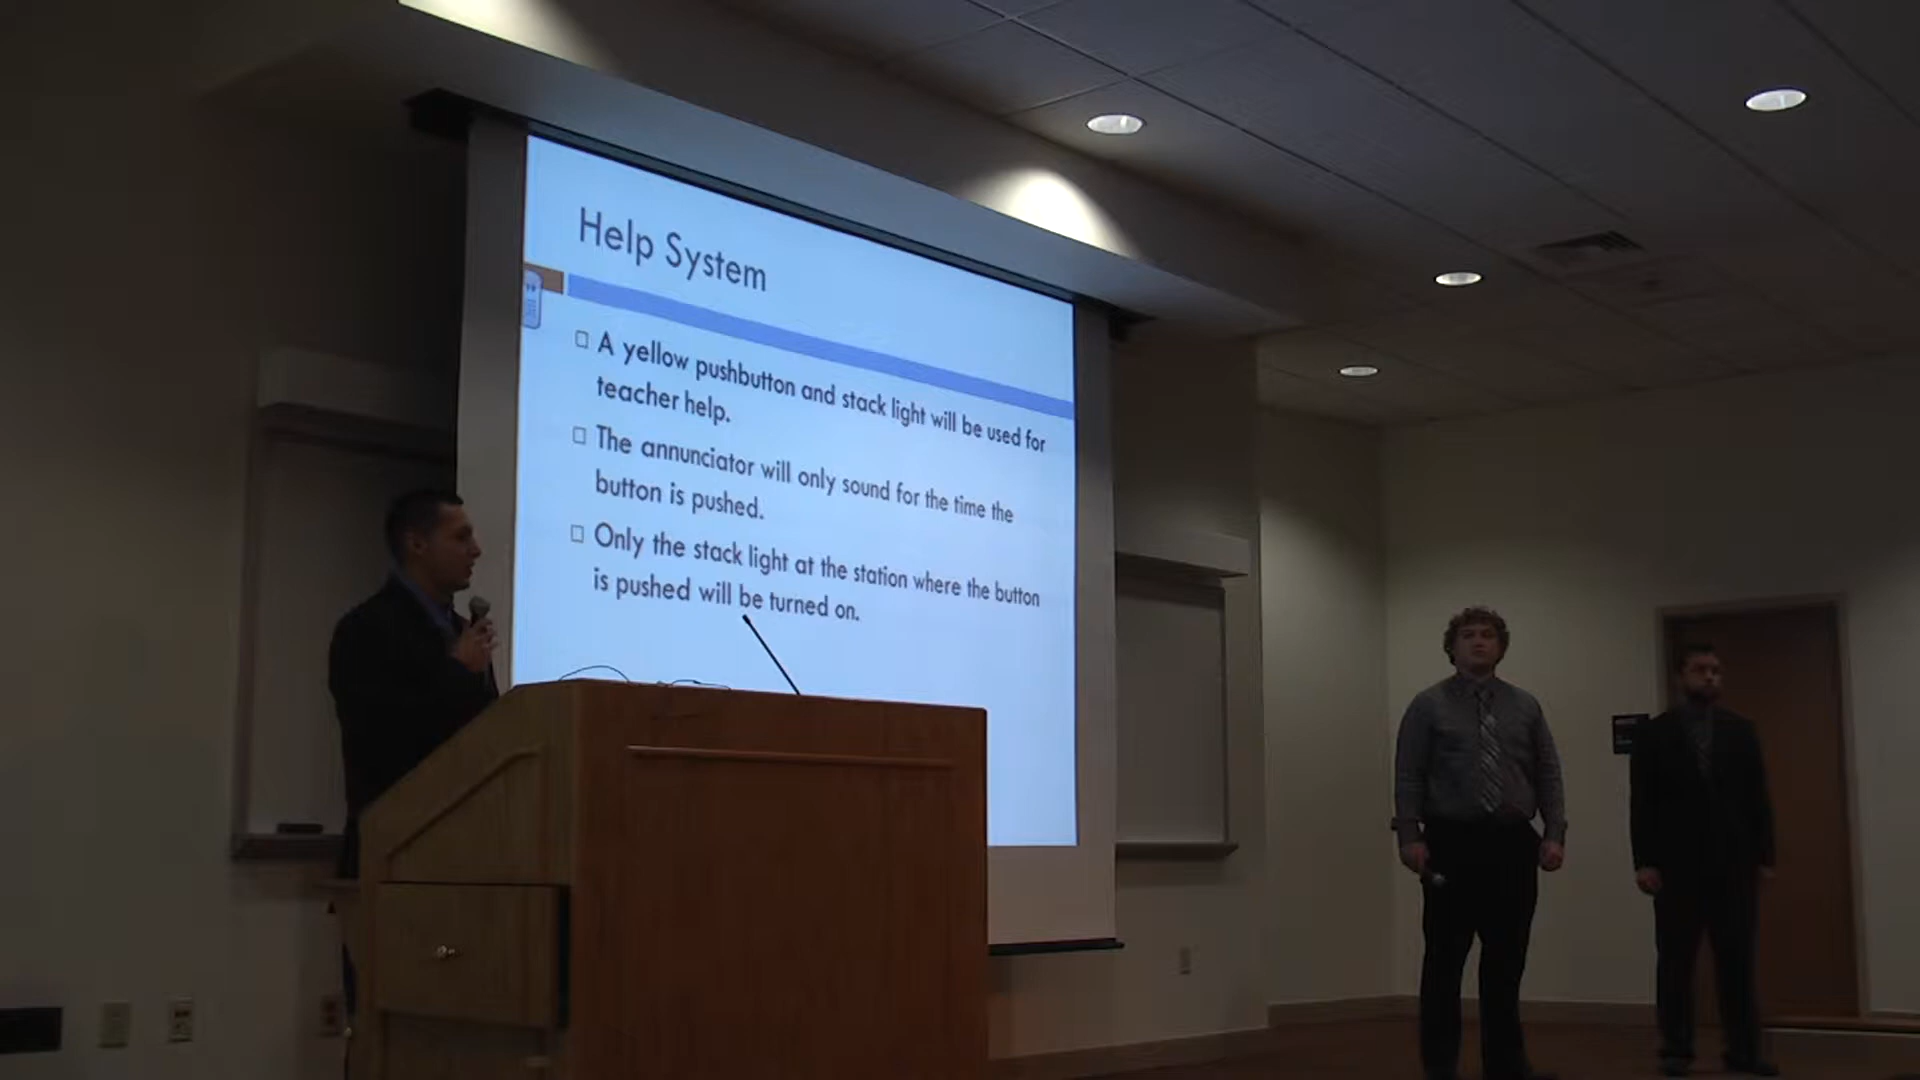 Help System
A yellow pushbutton and stack light will be used for
teacher help.
The annunciator will only sound for the time the
button is pushed.
Only the stack light at the station where the button
is pushed will be turned on.